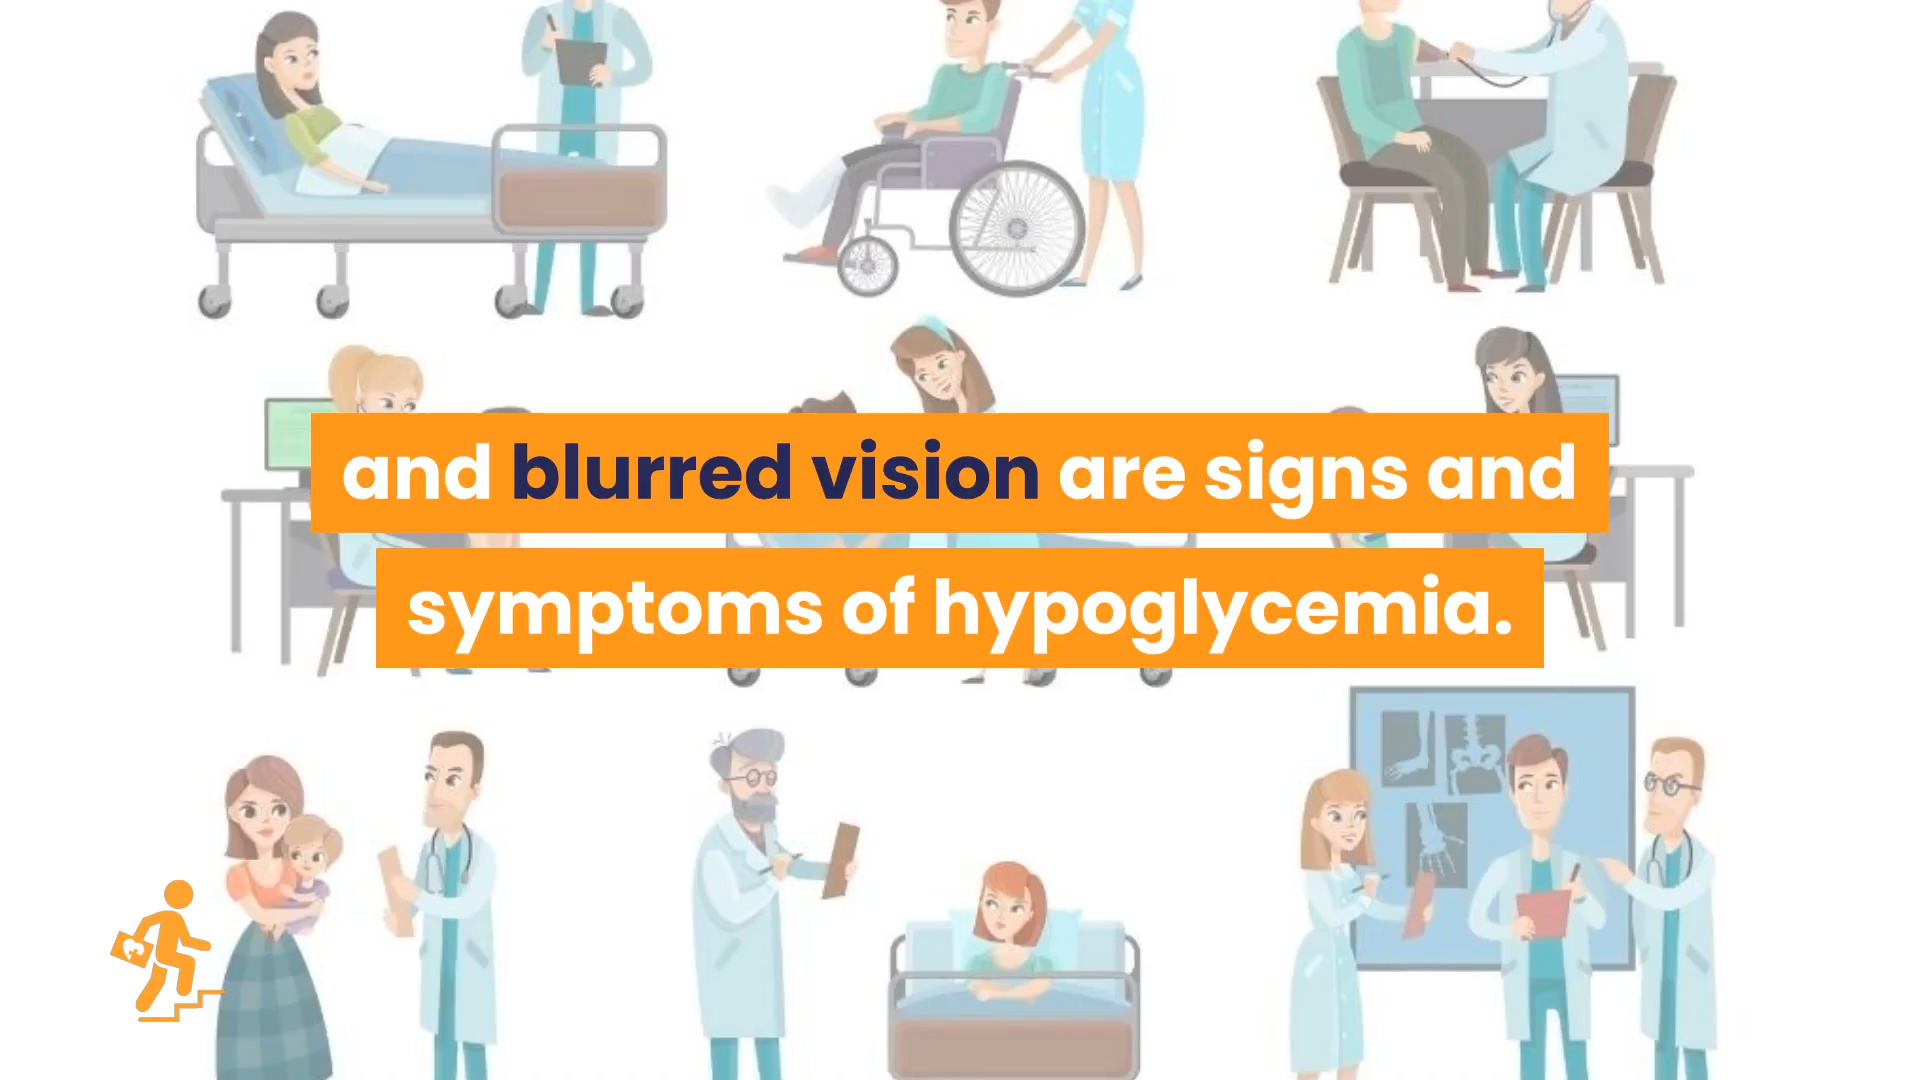 and blurred vision are signs and
symptoms of hypoglycemia.